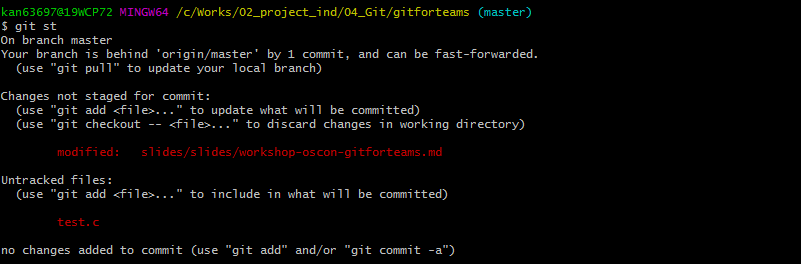 kan63697@19WCP72 MINGW64 /c/Works/02_project_ind/04_Git/gitforteams (master)
$ git st
On branch master
Your branch is behind 'origin/master' by 1 commit, and can be fast-forwarded.
  (use "git pull" to update your local branch)

Changes not staged for commit:
  (use "git add <file>..." to update what will be committed)
  (use "git checkout -- <file>..." to discard changes in working directory)

        modified:   slides/slides/workshop-oscon-gitforteams.md

Untracked files:
  (use "git add <file>..." to include in what will be committed)

        test.c

no changes added to commit (use "git add" and/or "git commit -a")